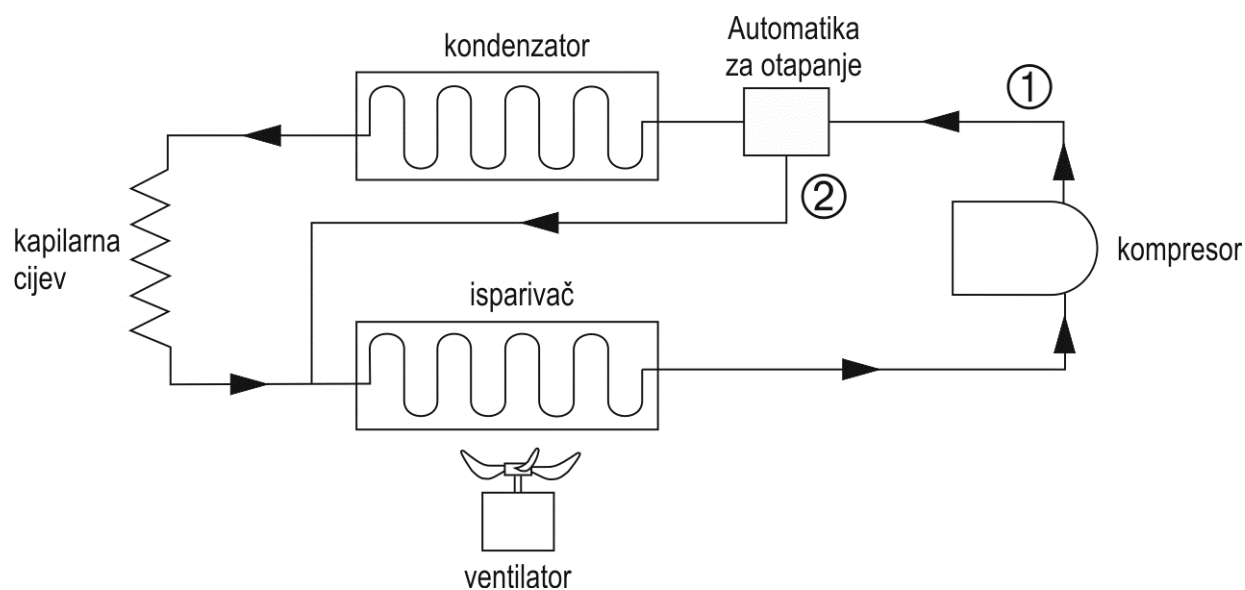 kondenzator
Automatika
za otapanje
①
②
kapilarna
cijev
kompresor
isparivač
ventilator